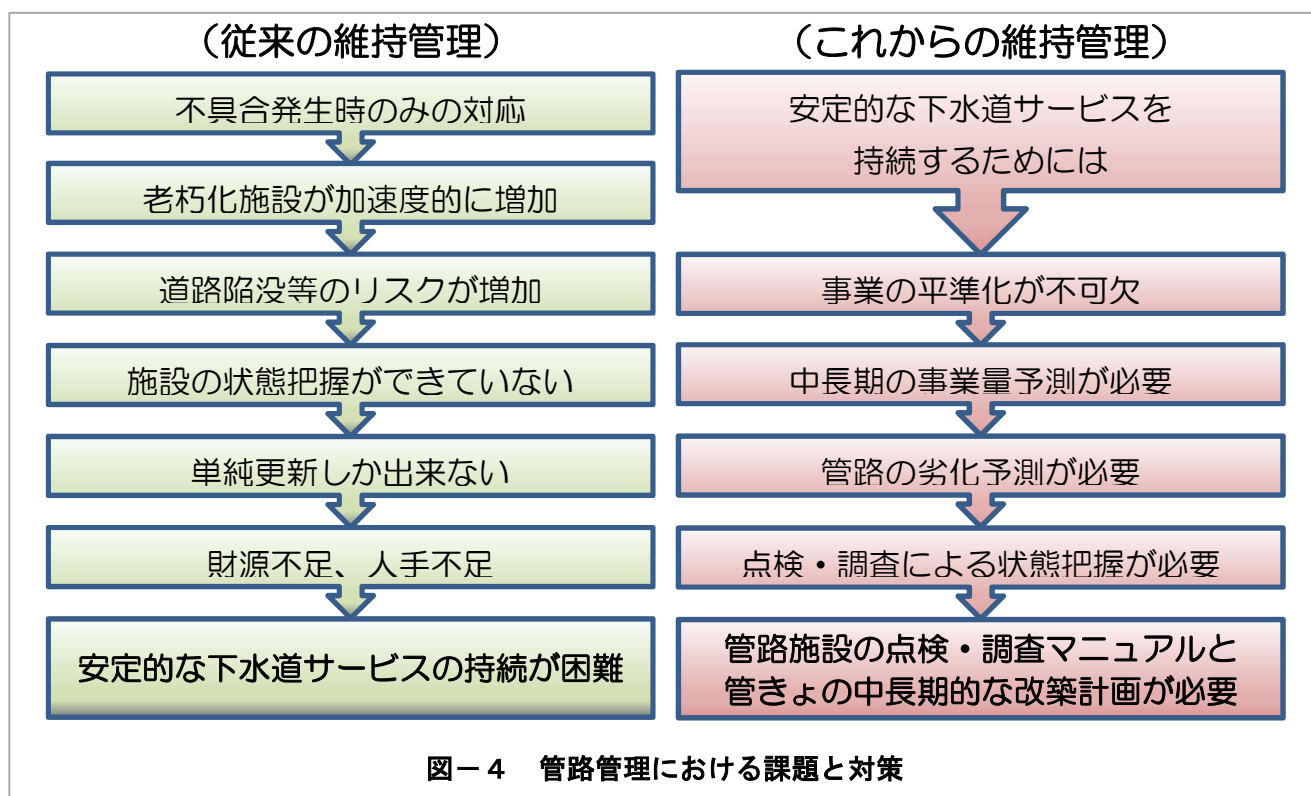 （従来の維持管理）
不具合発生時のみの対応
老朽化施設が加速度的に増加
道路陥没等のリスクが増加
施設の状態把握ができていない
単純更新しか出来ない
財源不足、人手不足
安定的な下水道サービスの持続が困難
（これからの維持管理）
安定的な下水道サービスを
持続するためには
事業の平準化が不可欠
中長期の事業量予測が必要
管路の劣化予測が必要
点検・調査による状態把握が必要
管路施設の点検・調査マニュアルと
管きょの中長期的な改築計画が必要
図－４　管路管理における課題と対策